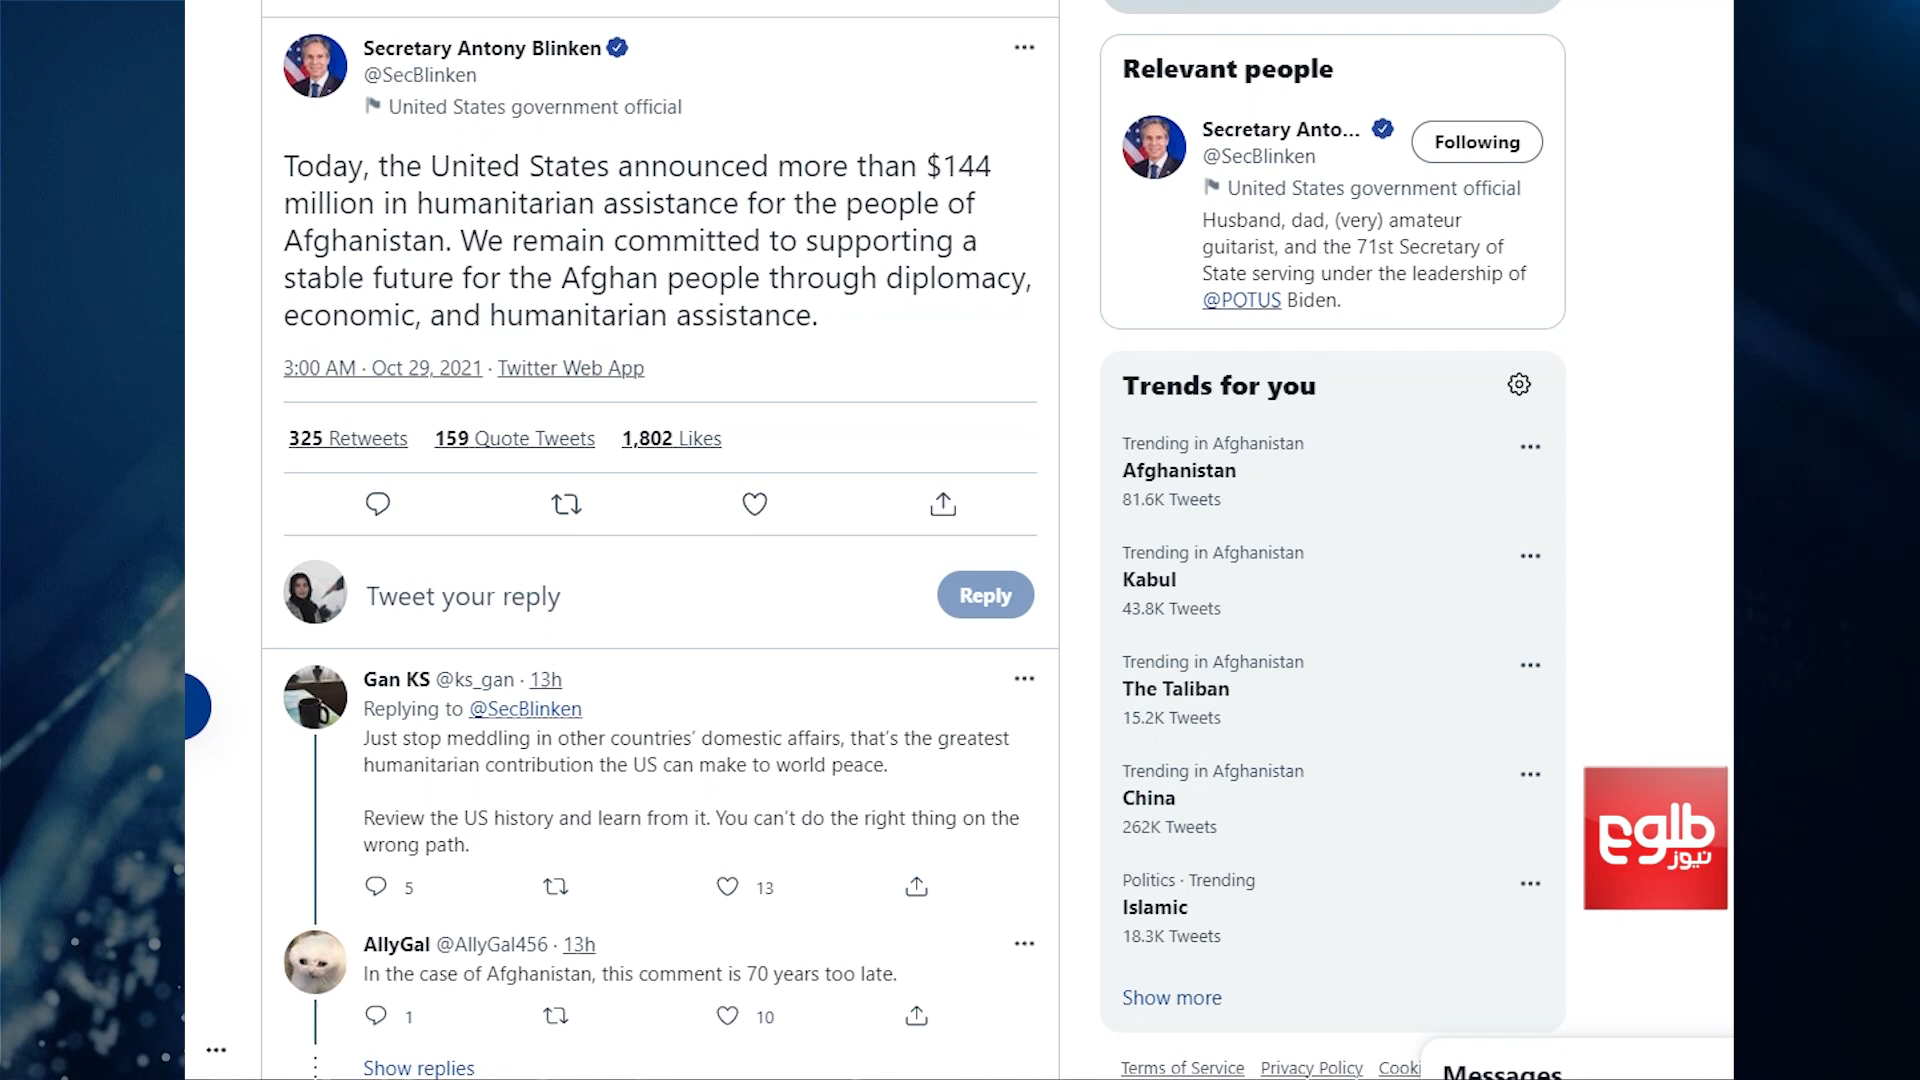 Secretary Antony Blinken
@SecBlinken
United States government official
Today, the United States announced more than $144
million in humanitarian assistance for the people of
Afghanistan. We remain committed to supporting a
stable future for the Afghan people through diplomacy,
economic, and humanitarian assistance.
3:00 AM · Oct 29, 2021 · Twitter Web App
325 Retweets 159 Quote Tweets 1,802 Likes
Tweet your reply
Reply
Gan KS @ks_gan · 13h
Replying to @SecBlinken
Just stop meddling in other countries’ domestic affairs, that’s the greatest
humanitarian contribution the US can make to world peace.
Review the US history and learn from it. You can’t do the right thing on the
wrong path.
5 13
AllyGal @AllyGal456 · 13h
In the case of Afghanistan, this comment is 70 years too late.
1 10
Show replies
Relevant people
Secretary Anto...
Following
@SecBlinken
United States government official
Husband, dad, (very) amateur
guitarist, and the 71st Secretary of
State serving under the leadership of
@POTUS Biden.
Trends for you
Trending in Afghanistan
Afghanistan
81.6K Tweets
Trending in Afghanistan
Kabul
43.8K Tweets
Trending in Afghanistan
The Taliban
15.2K Tweets
Trending in Afghanistan
China
262K Tweets
Politics · Trending
Islamic
18.3K Tweets
Show more
Terms of Service Privacy Policy Cooki
Messages
طلوع
نیوز